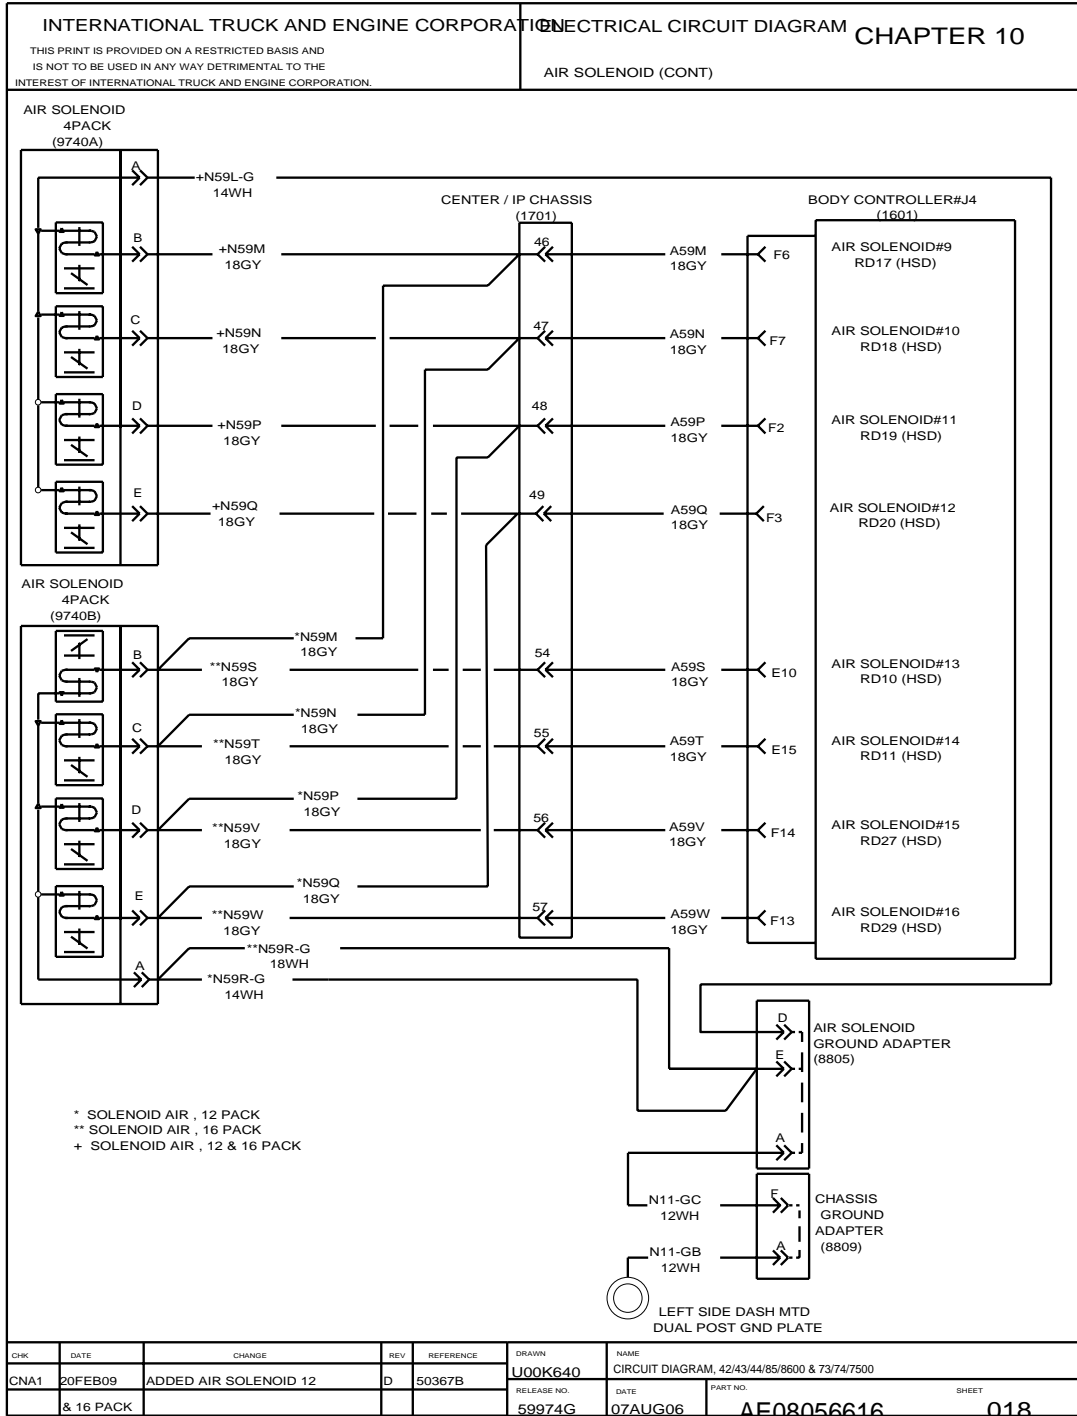 INTERNATIONAL TRUCK AND ENGINE CORPORATION
THIS PRINT IS PROVIDED ON A RESTRICTED BASIS AND
IS NOT TO BE USED IN ANY WAY DETRIMENTAL TO THE
INTEREST OF INTERNATIONAL TRUCK AND ENGINE CORPORATION.
ELECTRICAL CIRCUIT DIAGRAM
CHAPTER 10
AIR SOLENOID (CONT)
AIR SOLENOID
4PACK
(9740A)
A
+N59L-G
14WH
CENTER / IP CHASSIS
(1701)
BODY CONTROLLER#J4
(1601)
B
+N59M
18GY
46
A59M
18GY
F6
AIR SOLENOID#9
RD17 (HSD)
C
+N59N
18GY
47
A59N
18GY
F7
AIR SOLENOID#10
RD18 (HSD)
D
+N59P
18GY
48
A59P
18GY
F2
AIR SOLENOID#11
RD19 (HSD)
E
+N59Q
18GY
49
A59Q
18GY
F3
AIR SOLENOID#12
RD20 (HSD)
AIR SOLENOID
4PACK
(9740B)
*N59M
18GY
B
**N59S
18GY
54
A59S
18GY
E10
AIR SOLENOID#13
RD10 (HSD)
*N59N
18GY
C
**N59T
18GY
55
A59T
18GY
E15
AIR SOLENOID#14
RD11 (HSD)
*N59P
18GY
D
**N59V
18GY
56
A59V
18GY
F14
AIR SOLENOID#15
RD27 (HSD)
*N59Q
18GY
E
**N59W
18GY
57
A59W
18GY
F13
AIR SOLENOID#16
RD29 (HSD)
**N59R-G
18WH
A
*N59R-G
14WH
D
E
A
AIR SOLENOID
GROUND ADAPTER
(8805)
* SOLENOID AIR , 12 PACK
** SOLENOID AIR , 16 PACK
+ SOLENOID AIR , 12 & 16 PACK
N11-GC
12WH
F
CHASSIS
GROUND
ADAPTER
(8809)
N11-GB
12WH
A
LEFT SIDE DASH MTD
DUAL POST GND PLATE
CHK DATE CHANGE REV REFERENCE
CNA1 20FEB09 ADDED AIR SOLENOID 12 D 50367B
& 16 PACK
DRAWN
U00K640
NAME
CIRCUIT DIAGRAM, 42/43/44/85/8600 & 73/74/7500
RELEASE NO.
59974G
DATE
07AUG06
PART NO.
AE08056616
SHEET
018